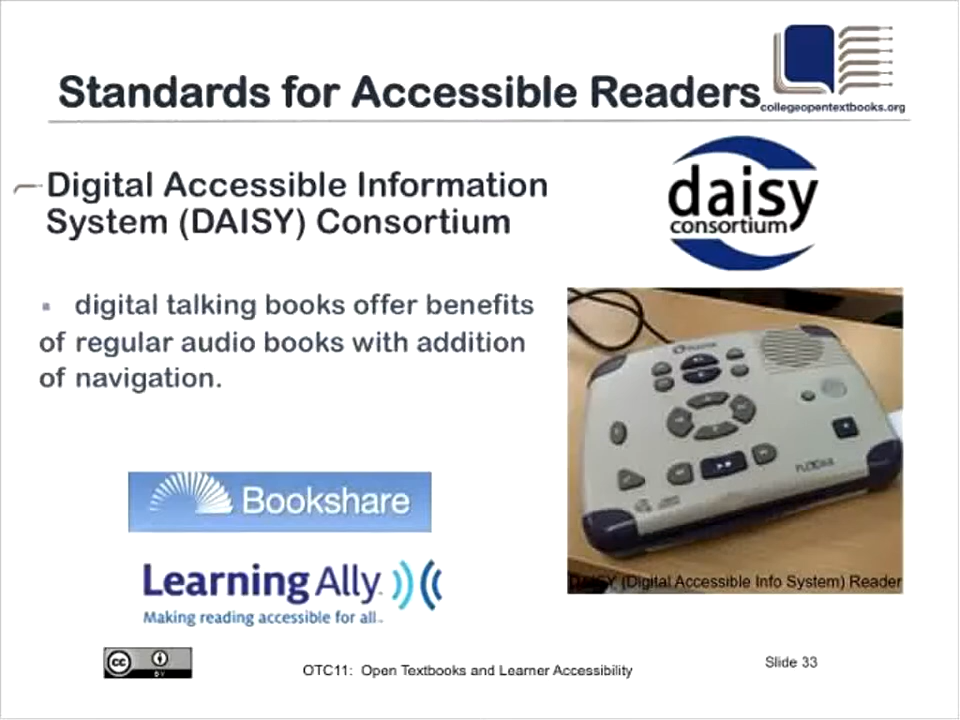 Standards for Accessible Readers
collegeopentextbooks.org
Digital Accessible Information
System (DAISY) Consortium
daisy
consortium
digital talking books offer benefits
of regular audio books with addition
of navigation.
Bookshare
Learning Ally
Making reading accessible for all
DAISY (Digital Accessible Info System) Reader
cc
BY
OTC11: Open Textbooks and Learner Accessibility
Slide 33